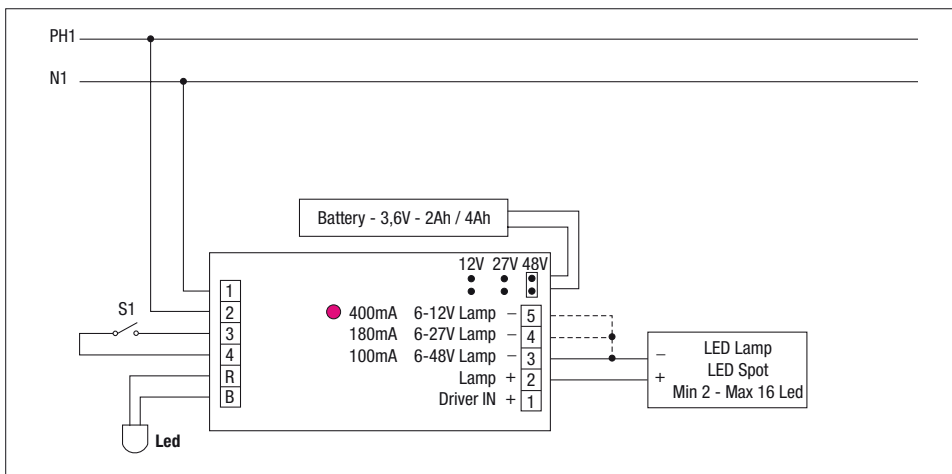 PH1
N1
Battery - 3,6V - 2Ah / 4Ah
12V 27V 48V
1
2
3
4
R
B
S1
Led
400mA 6-12V Lamp − 5
180mA 6-27V Lamp − 4
100mA 6-48V Lamp − 3
Lamp + 2
Driver IN + 1
− LED Lamp
LED Spot
+ Min 2 - Max 16 Led